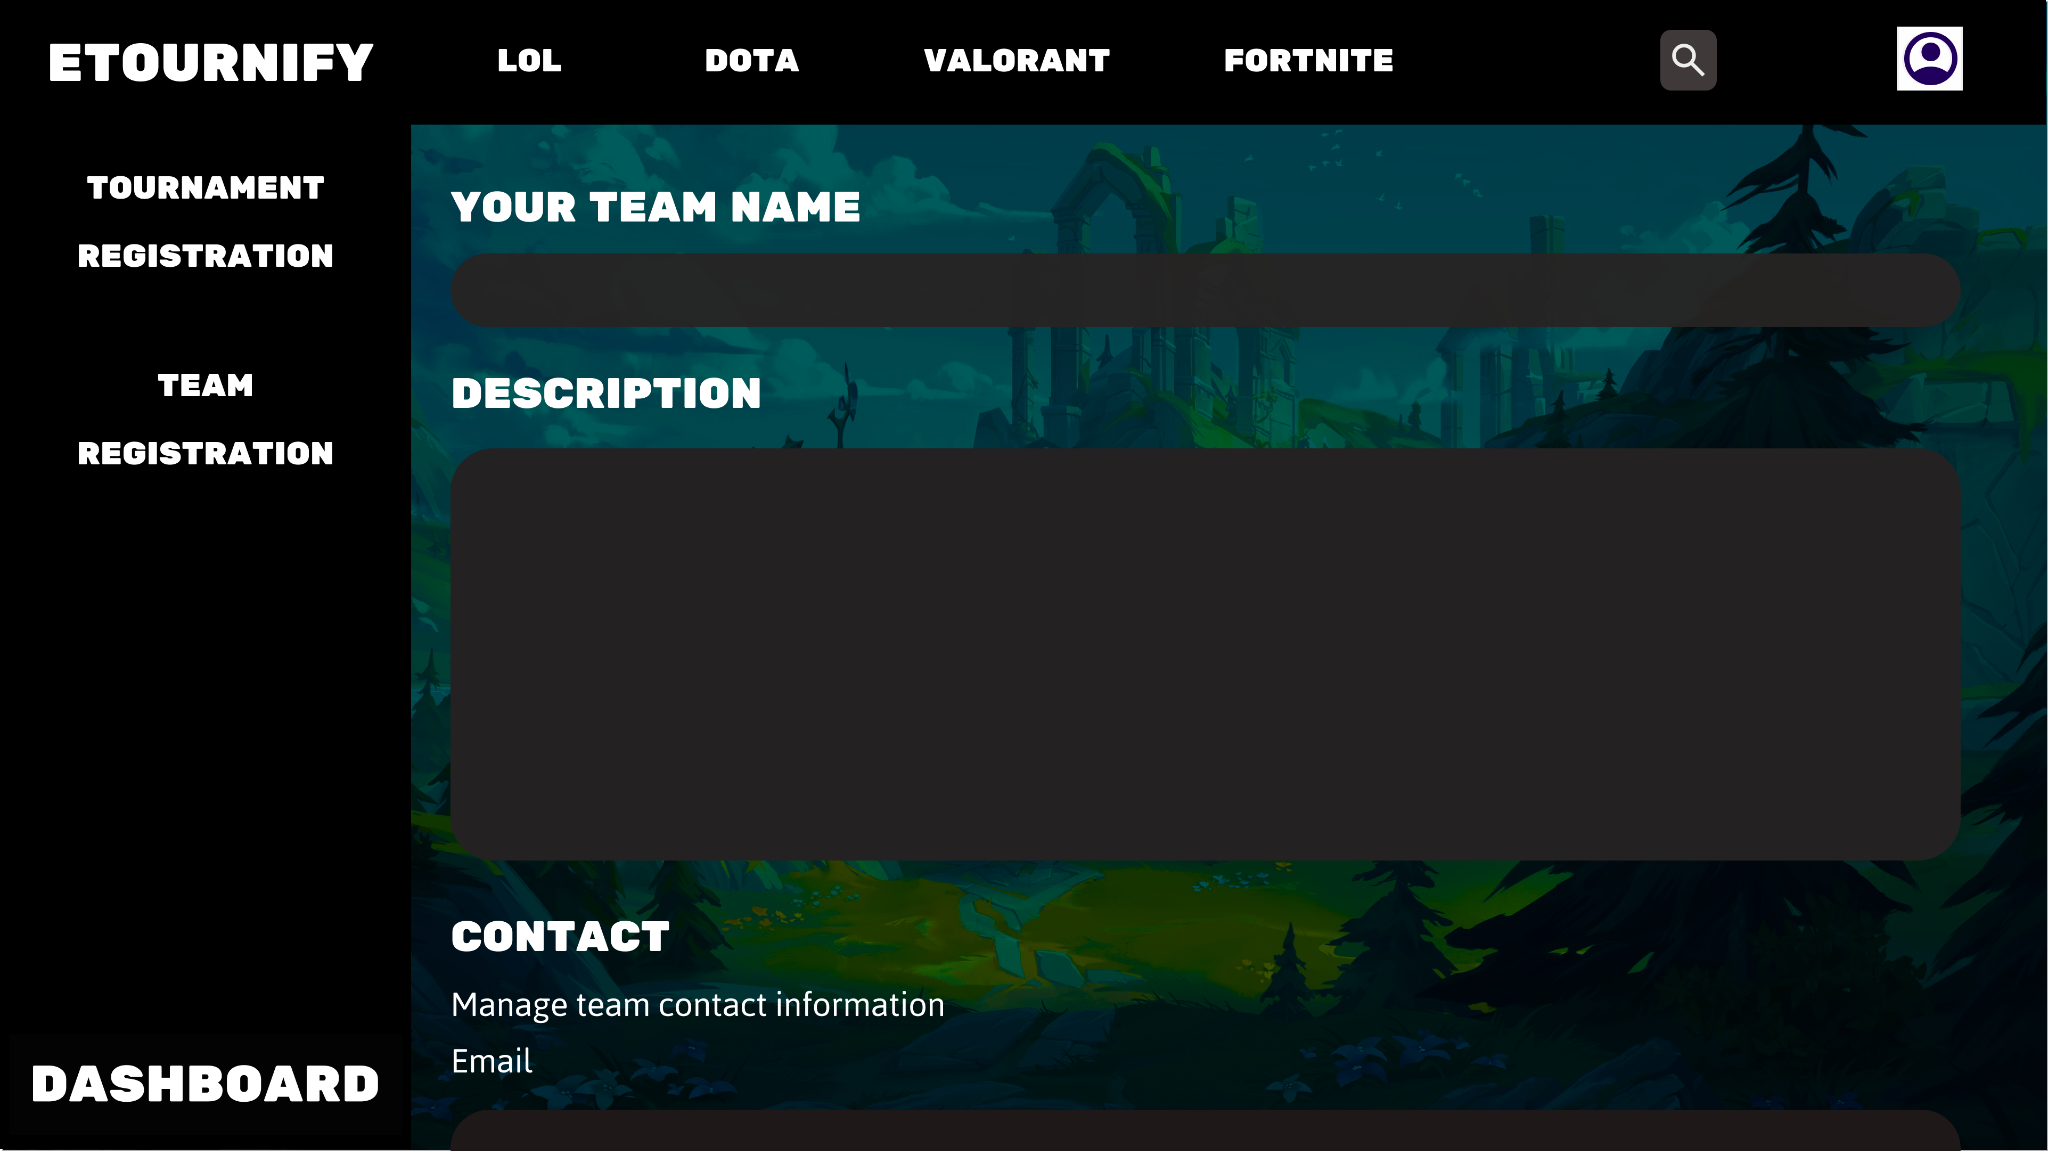 ETOURNIFY
LOL
DOTA
VALORANT
FORTNITE
TOURNAMENT
REGISTRATION
TEAM
REGISTRATION
DASHBOARD
YOUR TEAM NAME
DESCRIPTION
CONTACT
Manage team contact information
Email